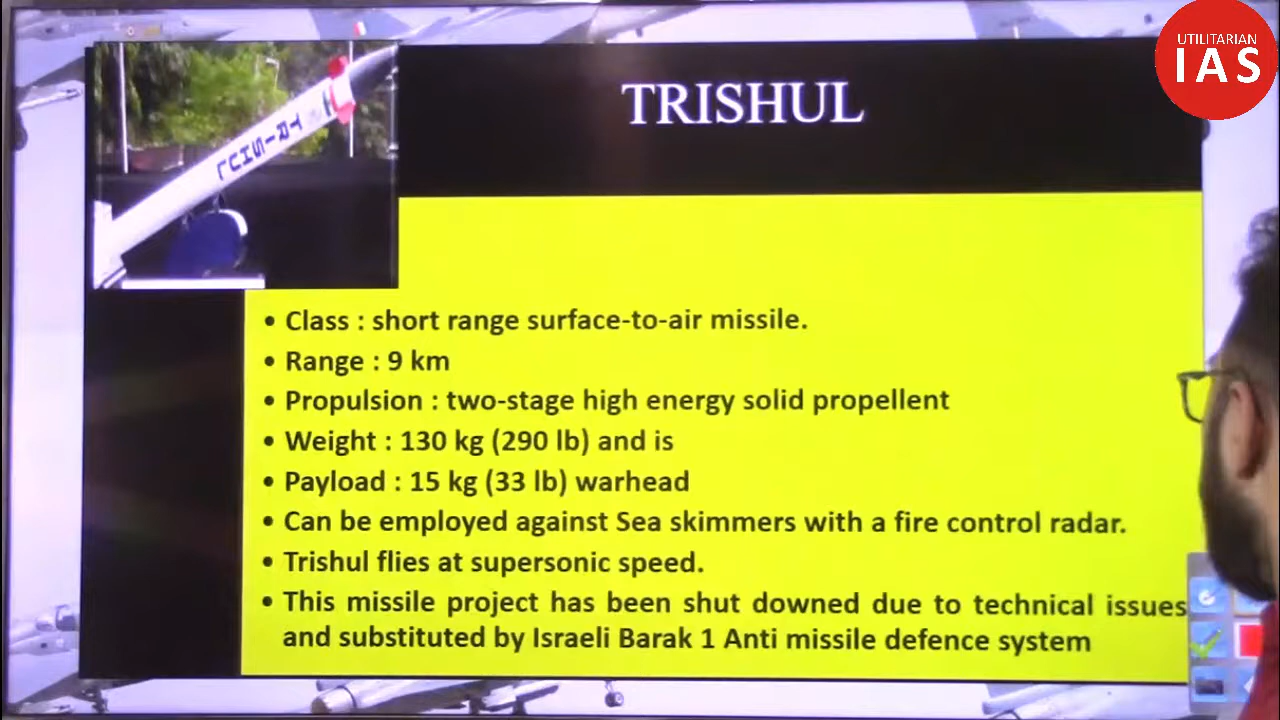 UTILITARIAN
IAS
TRISHUL
TRISHUL
• Class : short range surface-to-air missile.
• Range : 9 km
• Propulsion : two-stage high energy solid propellent
• Weight : 130 kg (290 lb) and is
• Payload : 15 kg (33 lb) warhead
• Can be employed against Sea skimmers with a fire control radar.
• Trishul flies at supersonic speed.
• This missile project has been shut downed due to technical issues
and substituted by Israeli Barak 1 Anti missile defence system